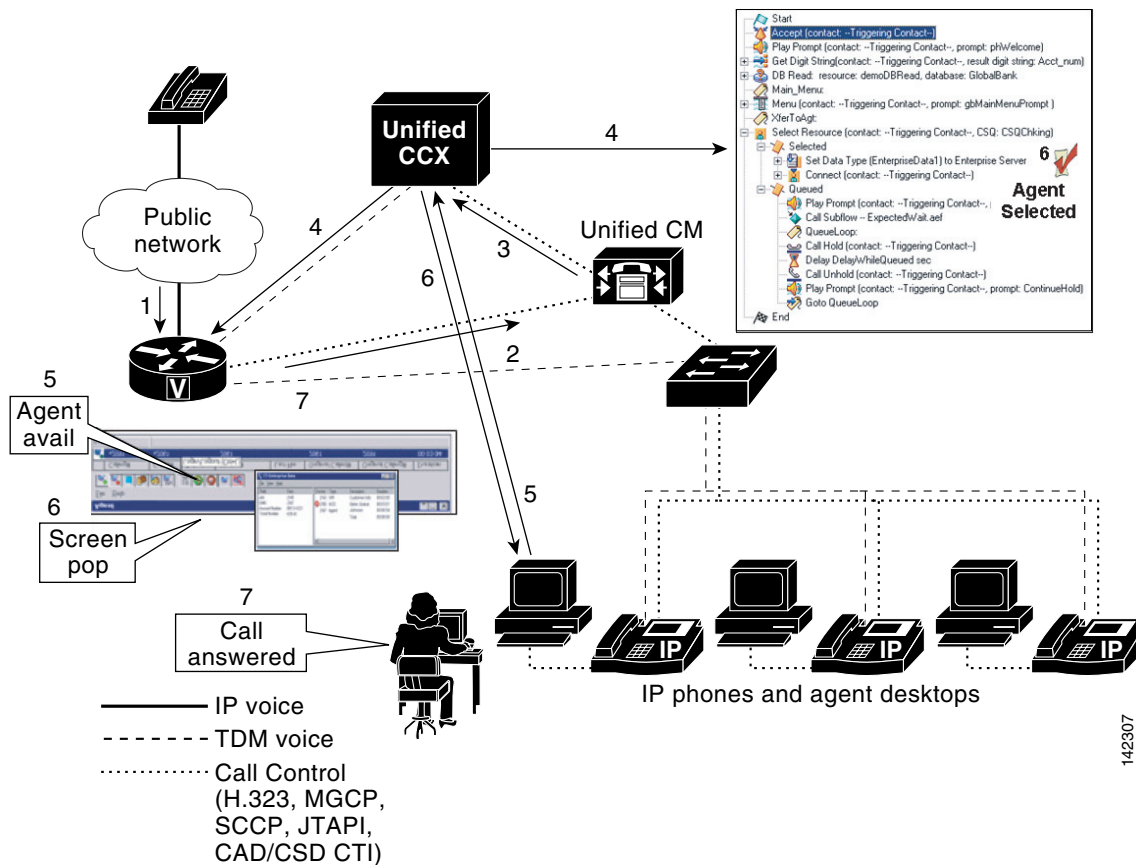 Public
network
1
V
Unified
CCX
4
4
3
6
Unified CM
2
7
5
Start
Accept (contact: --Triggering Contact--)
Play Prompt (contact: --Triggering Contact--, prompt: phWelcome)
Get Digit String(contact: --Triggering Contact--, result digit string: Acct_num)
DB Read: resource: demoDBRead, database: GlobalBank
Main_Menu:
Menu (contact: --Triggering Contact--, prompt: gbMainMenuPrompt )
XferToAgt:
Select Resource (contact: --Triggering Contact--, CSQ: CSQChking)
Selected
Set Data Type (EnterpriseData1) to Enterprise Server
Connect (contact: --Triggering Contact--)
Queued
Play Prompt (contact: --Triggering Contact--,
Call Subflow -- ExpectedWait.aef
QueueLoop:
Call Hold (contact: --Triggering Contact--)
Delay DelayWhileQueued sec
Call Unhold (contact: --Triggering Contact--)
Play Prompt (contact: --Triggering Contact--, prompt: ContinueHold)
Goto QueueLoop
End
6
Agent
Selected
5
Agent
avail
6
Screen
pop
7
Call
answered
IP
IP
IP
IP phones and agent desktops
IP voice
TDM voice
Call Control
(H.323, MGCP,
SCCP, JTAPI,
CAD/CSD CTI)
142307